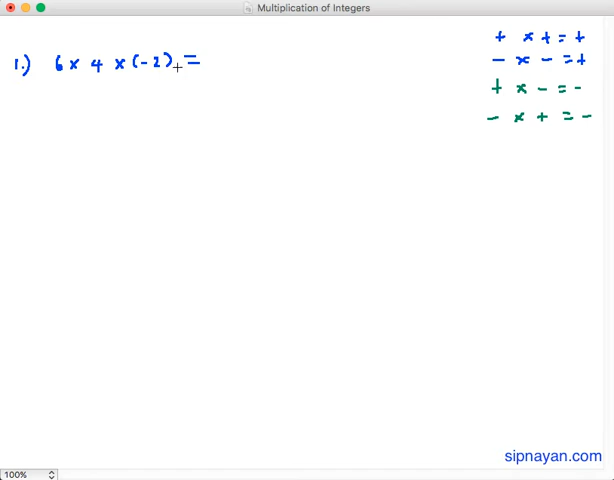 Multiplication of Integers
1.) 6 x 4 x (-2) =
+ x + = +
- x - = +
+ x - = -
- x + = -
sipnayan.com
100%